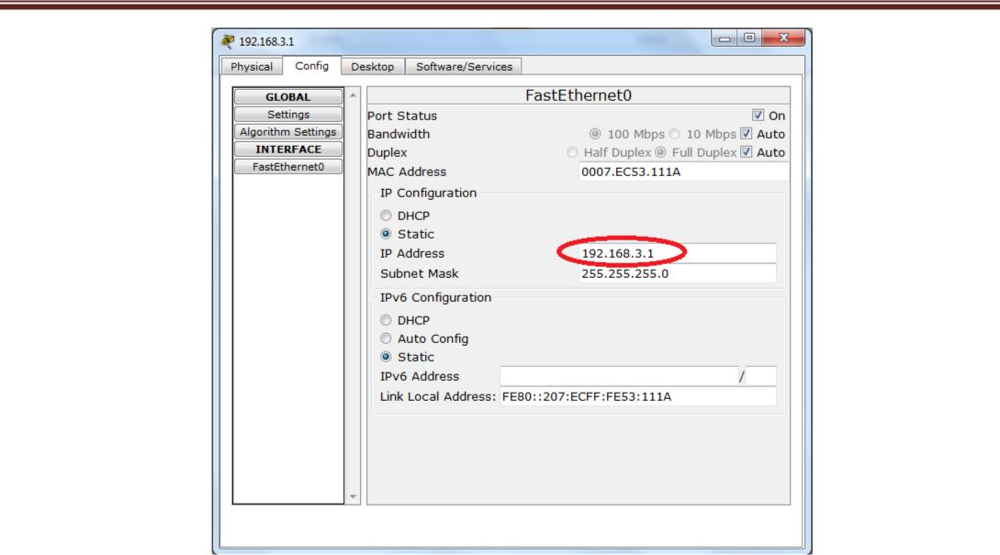 192.168.3.1
Physical Config Desktop Software/Services
GLOBAL
Settings
Algorithm Settings
INTERFACE
FastEthernet0
FastEthernet0
Port Status On
Bandwidth 100 Mbps 10 Mbps Auto
Duplex Half Duplex Full Duplex Auto
MAC Address 0007.EC53.111A
IP Configuration
DHCP
Static
IP Address 192.168.3.1
Subnet Mask 255.255.255.0
IPv6 Configuration
DHCP
Auto Config
Static
IPv6 Address /
Link Local Address: FE80::207:ECFF:FE53:111A